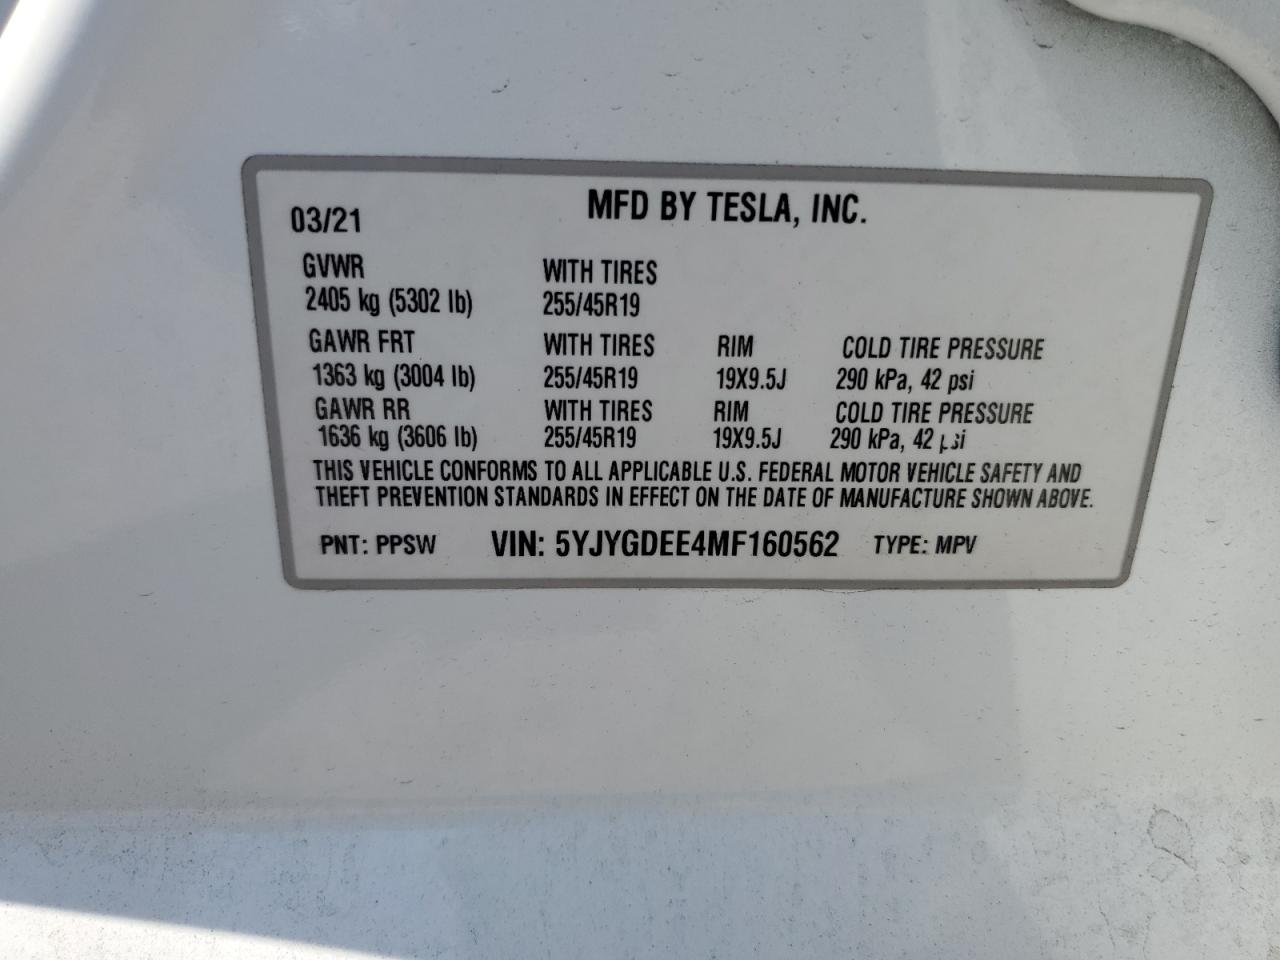 MFD BY TESLA, INC.
03/21
GVWR WITH TIRES
2405 kg (5302 lb) 255/45R19
GAWR FRT WITH TIRES RIM COLD TIRE PRESSURE
1363 kg (3004 lb) 255/45R19 19X9.5J 290 kPa, 42 psi
GAWR RR WITH TIRES RIM COLD TIRE PRESSURE
1636 kg (3606 lb) 255/45R19 19X9.5J 290 kPa, 42 psi
THIS VEHICLE CONFORMS TO ALL APPLICABLE U.S. FEDERAL MOTOR VEHICLE SAFETY AND
THEFT PREVENTION STANDARDS IN EFFECT ON THE DATE OF MANUFACTURE SHOWN ABOVE.
PNT: PPSW VIN: 5YJYGDEE4MF160562 TYPE: MPV